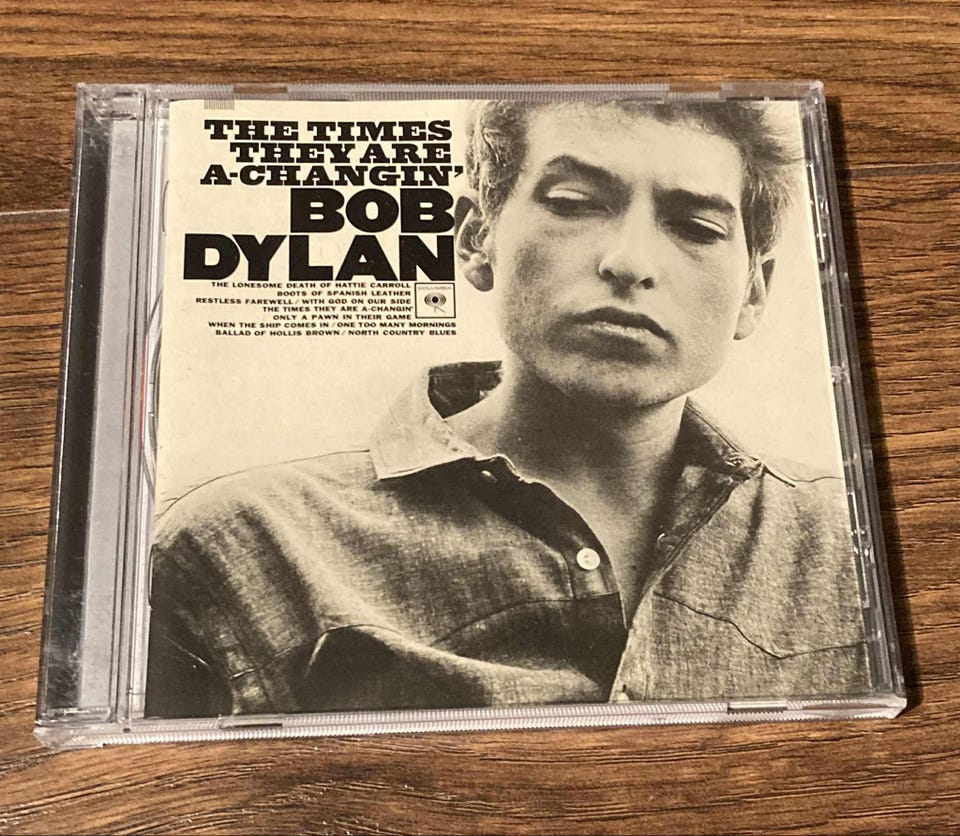 THE TIMES
THEY ARE
A-CHANGIN'
BOB
DYLAN
THE LONESOME DEATH OF HATTIE CARROLL
BOOTS OF SPANISH LEATHER
RESTLESS FAREWELL / WITH GOD ON OUR SIDE
THE TIMES THEY ARE A-CHANGIN'
ONLY A PAWN IN THEIR GAME
WHEN THE SHIP COMES IN / ONE TOO MANY MORNINGS
BALLAD OF HOLLIS BROWN / NORTH COUNTRY BLUES
COLUMBIA